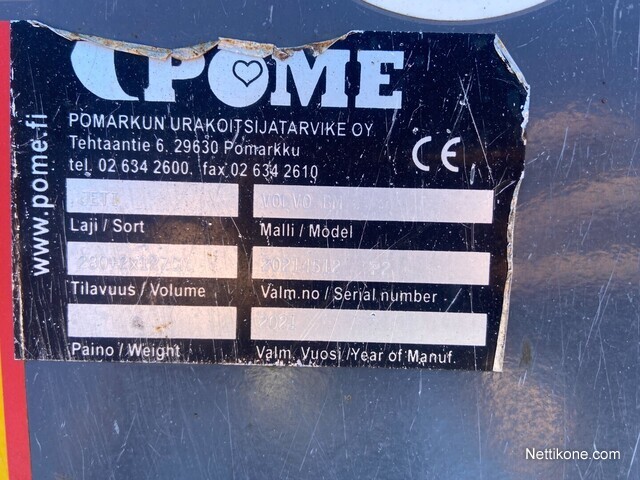 POME
POMARKUN URAKOITSIJATARVIKE OY
Tehtaantie 6. 29630 Pomarkku
tel. 02 634 2600. fax 02 634 2610
CE
www.pome.fi
VOLVO BM
Laji / Sort
Malli / Model
Tilavuus / Volume
Valm.no / Serial number
2021
Paino / Weight
Valm. Vuosi /Year of Manuf.
Nettikone.com